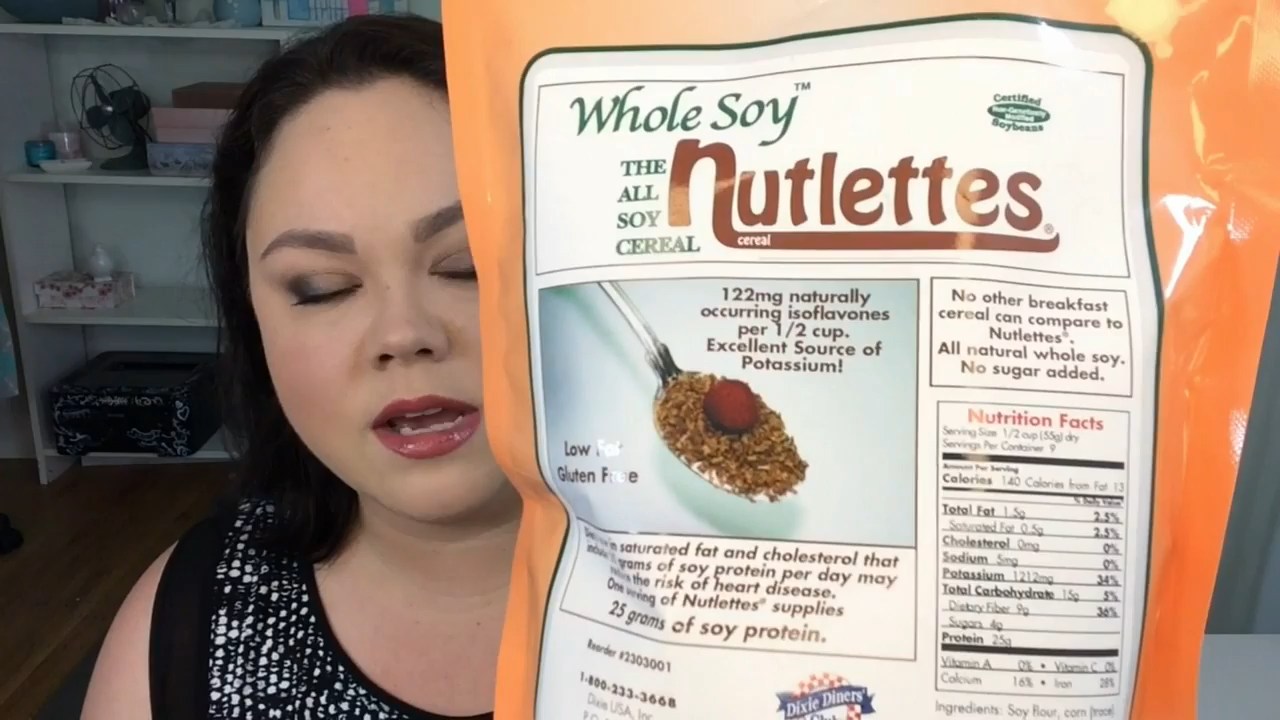 Whole Soy™
Certified
Non-Genetically
Modified
Soybeans
THE
ALL
SOY
CEREAL
Nutlettes®
cereal
122mg naturally
occurring isoflavones
per 1/2 cup.
Excellent Source of
Potassium!
Low Fat
Gluten Free
No other breakfast
cereal can compare to
Nutlettes®.
All natural whole soy.
No sugar added.
Nutrition Facts
Serving Size 1/2 cup (55g) dry
Servings Per Container 9
Amount Per Serving
Calories 140 Calories from Fat 13
% Daily Value
Total Fat 1.5g 2.5%
Saturated Fat 0.5g 2.5%
Cholesterol 0mg 0%
Sodium 5mg 0%
Potassium 1212mg 34%
Total Carbohydrate 15g 5%
Dietary Fiber 9g 36%
Sugars 4g
Protein 25g
Vitamin A 0% • Vitamin C 0%
Calcium 16% • Iron 28%
Ingredients: Soy flour, corn (trace)
in saturated fat and cholesterol that
grams of soy protein per day may
the risk of heart disease.
One of Nutlettes® supplies
25 grams of soy protein.
Reorder #2303001
1-800-233-3668
Dixie USA, Inc.
P.O.
Dixie Diners'
Club